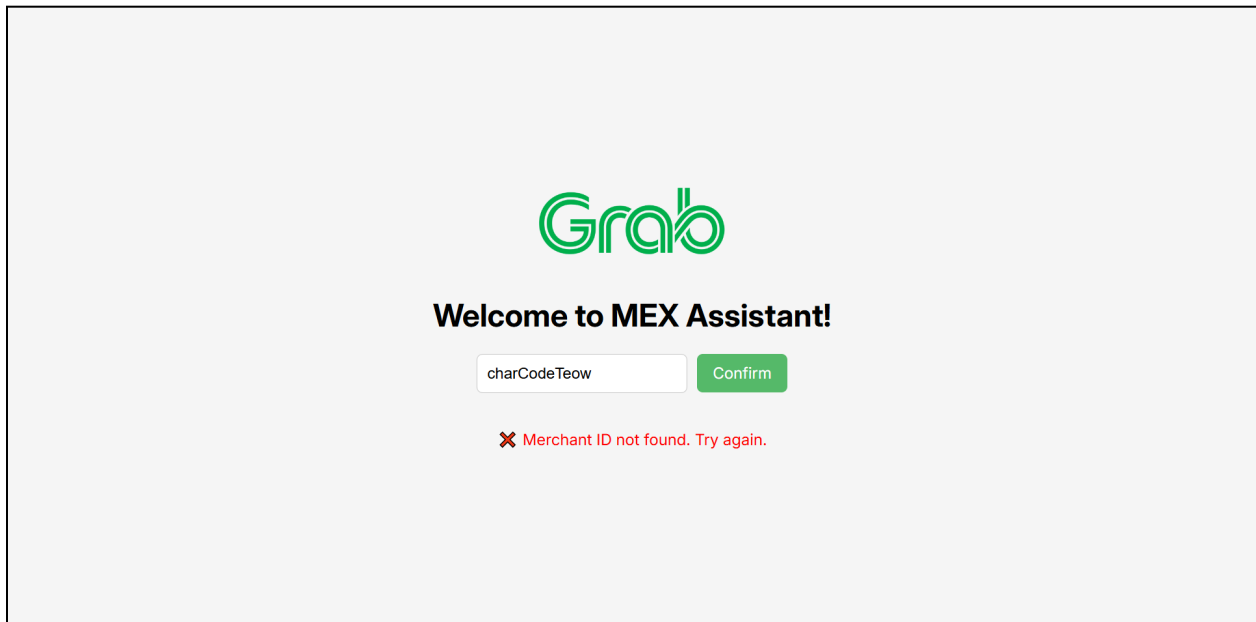 Grab
Welcome to MEX Assistant!
charCodeTeow Confirm
❌ Merchant ID not found. Try again.